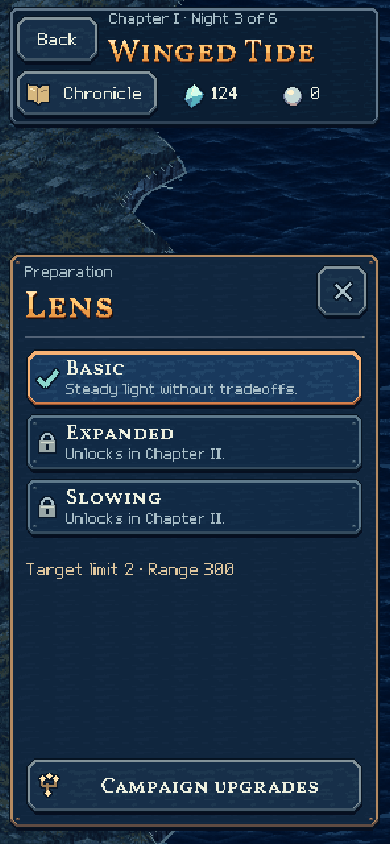 Chapter I · Night 3 of 6
Back
Winged Tide
Chronicle
124
0
Preparation
Lens
Basic
Steady light without tradeoffs.
Expanded
Unlocks in Chapter II.
Slowing
Unlocks in Chapter II.
Target limit 2 · Range 300
Campaign upgrades